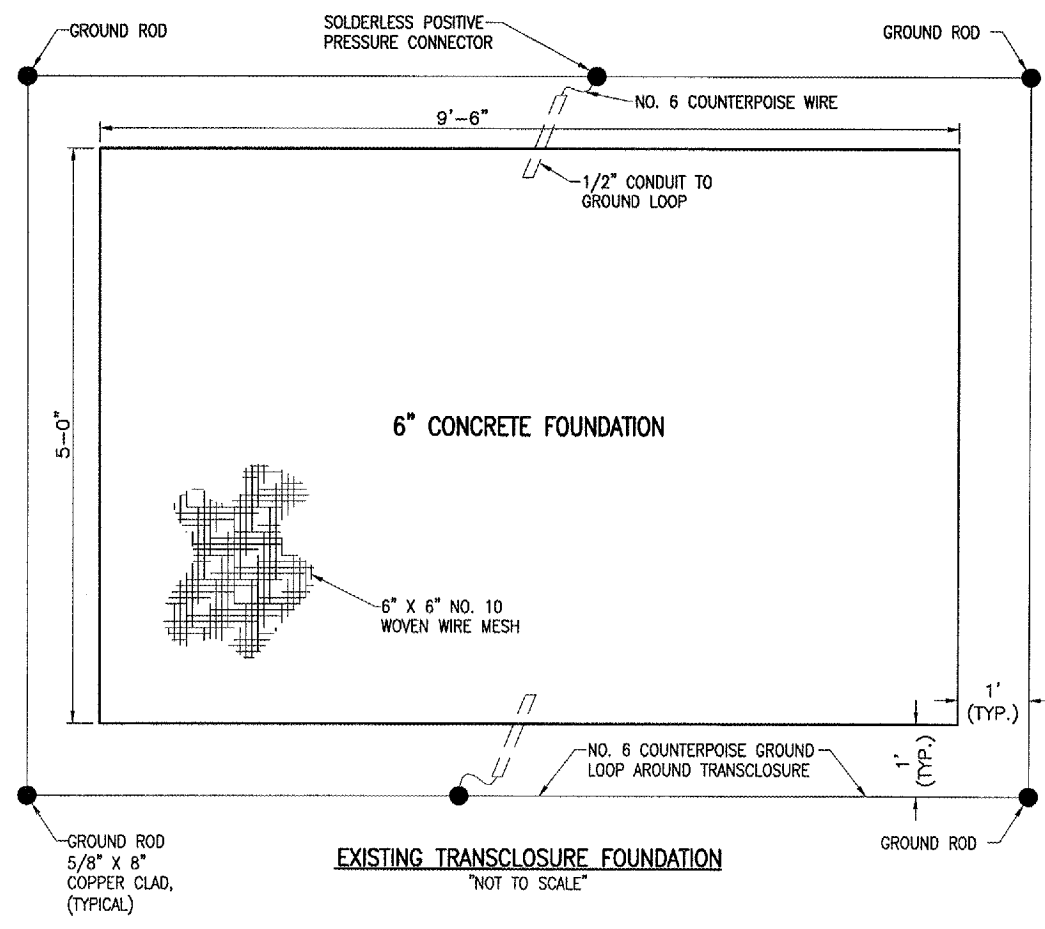 SOLDERLESS POSITIVE
PRESSURE CONNECTOR
GROUND ROD
GROUND ROD
NO. 6 COUNTERPOISE WIRE
9'-6"
1/2" CONDUIT TO
GROUND LOOP
5-0"
6" CONCRETE FOUNDATION
6" X 6" NO. 10
WOVEN WIRE MESH
1'
(TYP.)
1'
(TYP.)
NO. 6 COUNTERPOISE GROUND
LOOP AROUND TRANSCLOSURE
GROUND ROD
5/8" X 8"
COPPER CLAD,
(TYPICAL)
GROUND ROD
EXISTING TRANSCLOSURE FOUNDATION
"NOT TO SCALE"